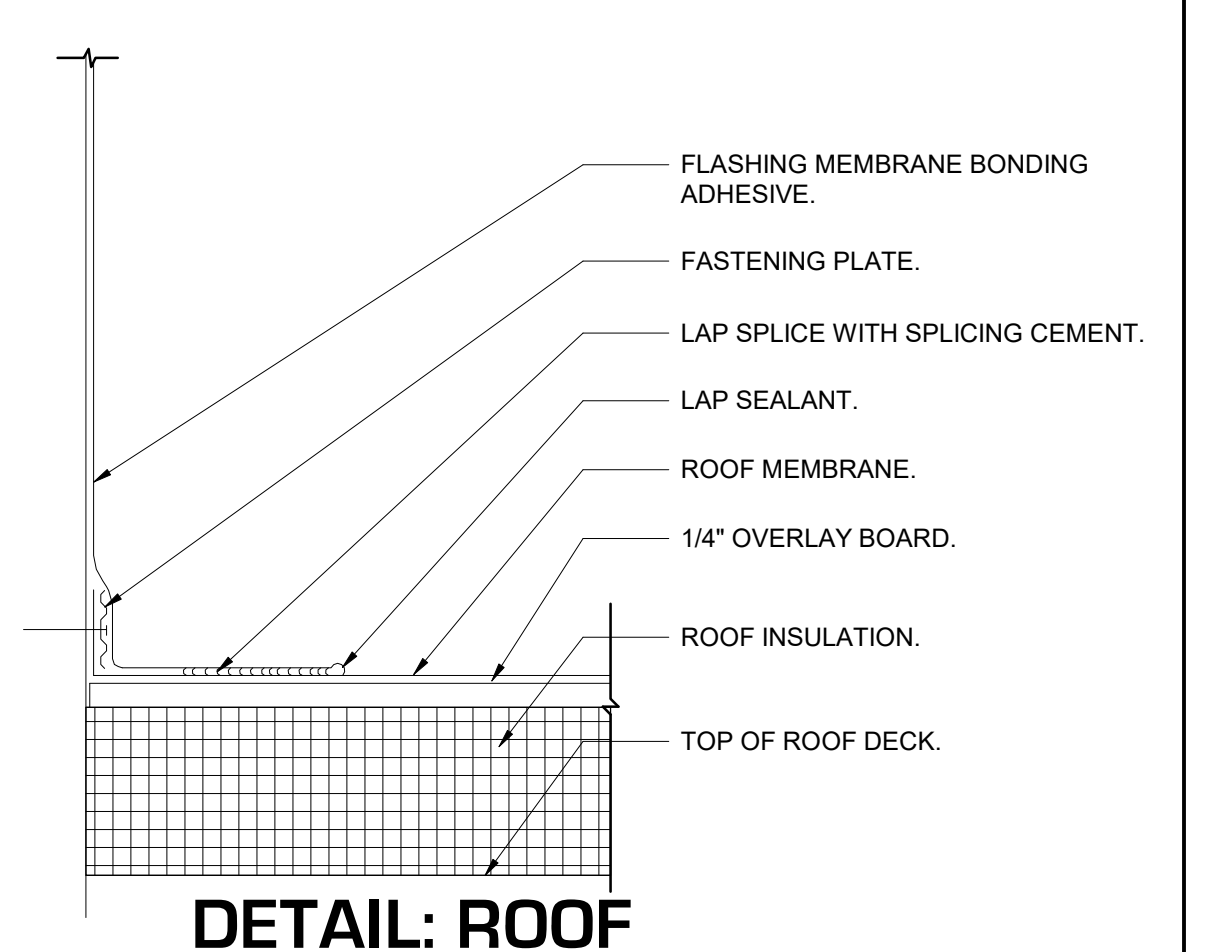 FLASHING MEMBRANE BONDING
ADHESIVE.
FASTENING PLATE.
LAP SPLICE WITH SPLICING CEMENT.
LAP SEALANT.
ROOF MEMBRANE.
1/4" OVERLAY BOARD.
ROOF INSULATION.
TOP OF ROOF DECK.
DETAIL: ROOF